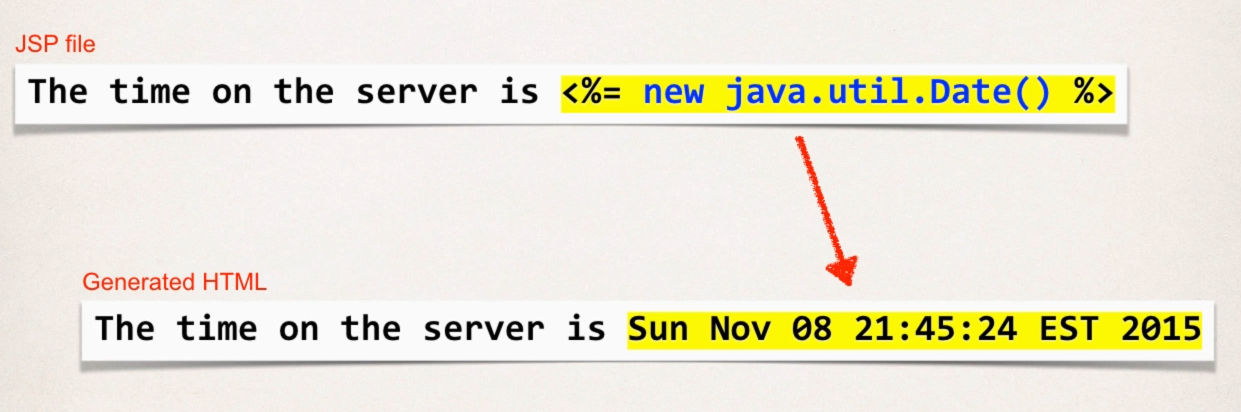 JSP file
The time on the server is <%= new java.util.Date() %>
Generated HTML
The time on the server is Sun Nov 08 21:45:24 EST 2015